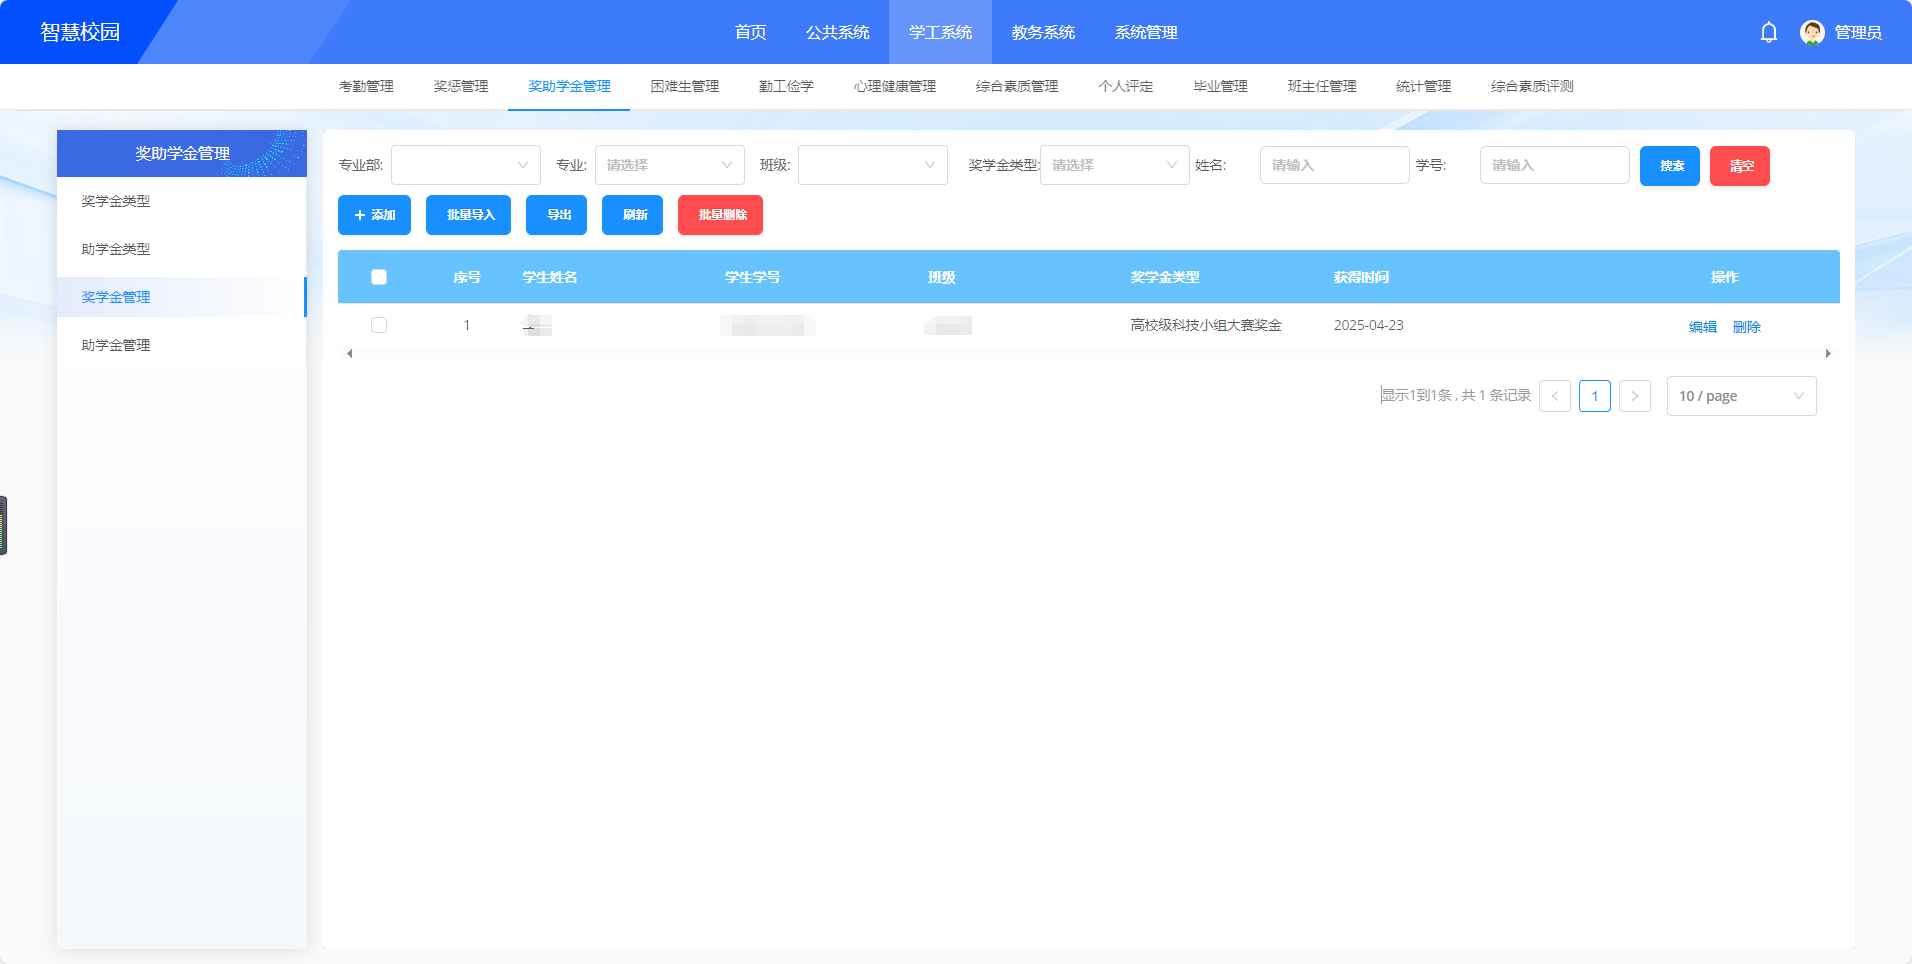 智慧校园
首页 公共系统 学工系统 教务系统 系统管理
管理员
考勤管理 奖惩管理 奖助学金管理 困难生管理 勤工俭学 心理健康管理 综合素质管理 个人评定 毕业管理 班主任管理 统计管理 综合素质评测
奖助学金管理
奖学金类型
助学金类型
奖学金管理
助学金管理
专业部: 专业: 请选择 班级: 奖学金类型: 请选择 姓名: 请输入 学号: 请输入 搜索 清空
+ 添加 批量导入 导出 刷新 批量删除
序号 学生姓名 学生学号 班级 奖学金类型 获得时间 操作
1 高校级科技小组大赛奖金 2025-04-23 编辑 删除
显示1到1条 , 共 1 条记录 < 1 > 10 / page